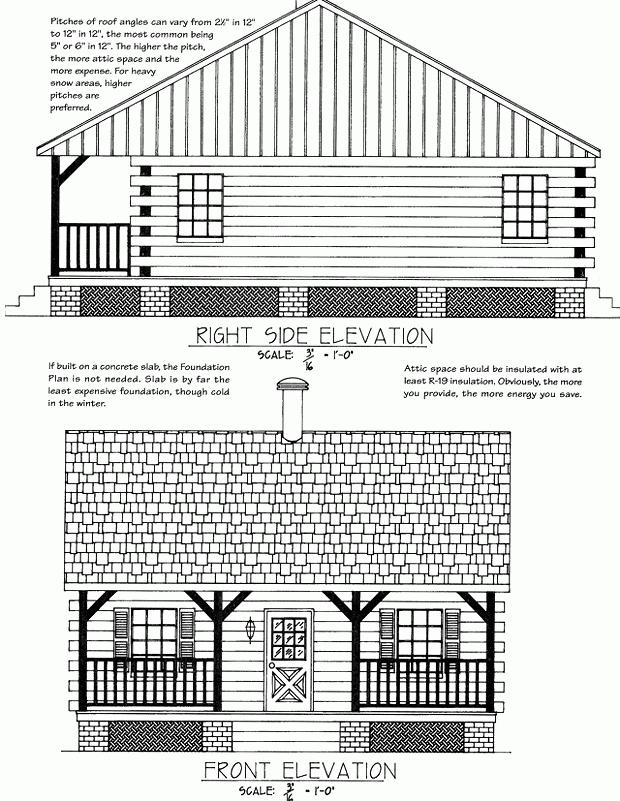 Pitches of roof angles can vary from 2½" in 12"
to 12" in 12", the most common being
5" or 6" in 12". The higher the pitch,
the more attic space and the
more expense. For heavy
snow areas, higher
pitches are
preferred.
RIGHT SIDE ELEVATION
SCALE: 3/16" = 1'-0"
If built on a concrete slab, the Foundation
Plan is not needed. Slab is by far the
least expensive foundation, though cold
in the winter.
Attic space should be insulated with at
least R-19 insulation. Obviously, the more
you provide, the more energy you save.
FRONT ELEVATION
SCALE: 3/16" = 1'-0"